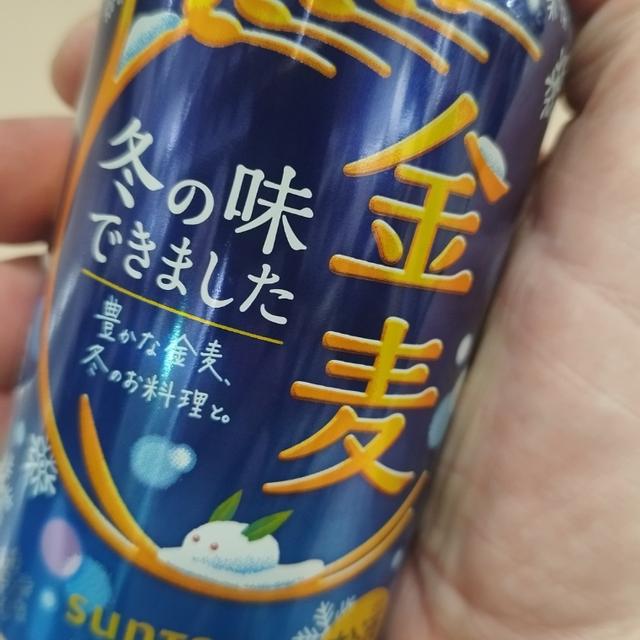 金麦
冬の味
できました
豊かな金麦、
冬のお料理と。